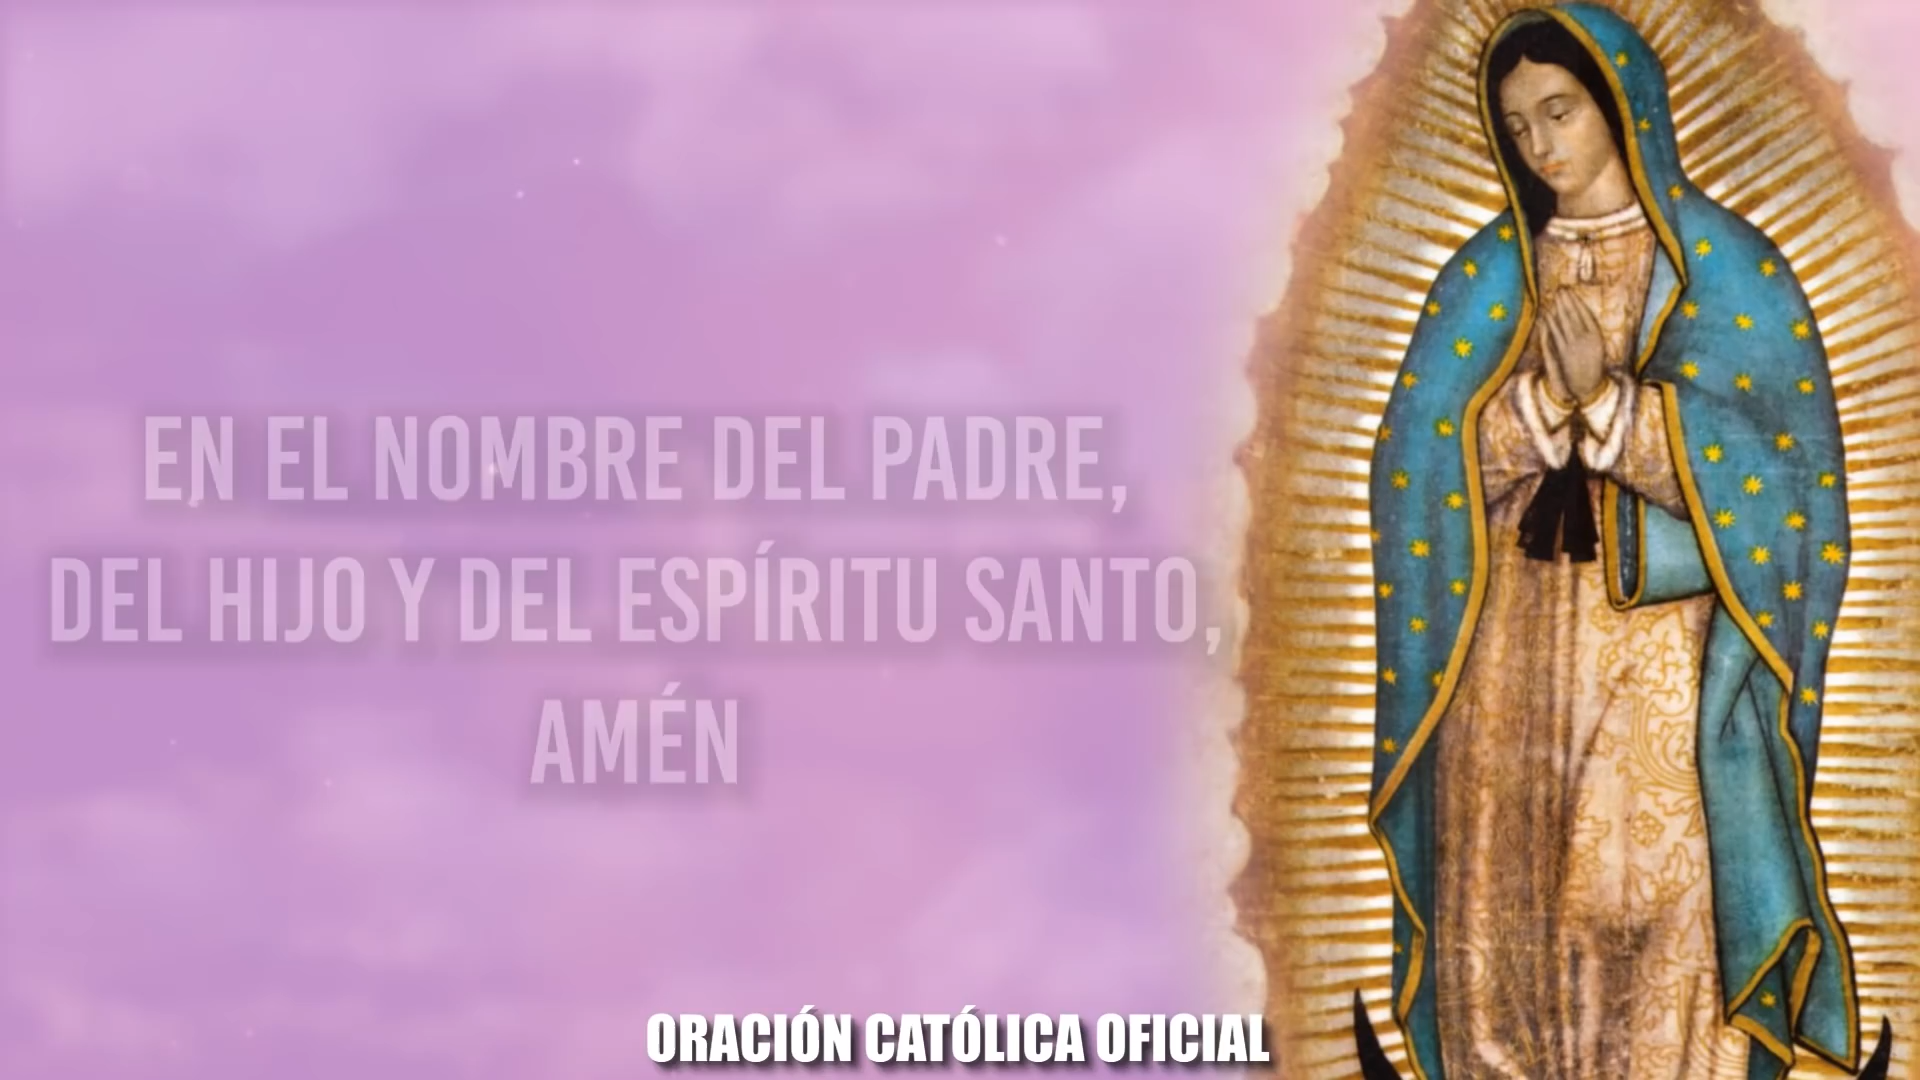 EN EL NOMBRE DEL PADRE,
DEL HIJO Y DEL ESPÍRITU SANTO,
AMÉN
ORACIÓN CATÓLICA OFICIAL